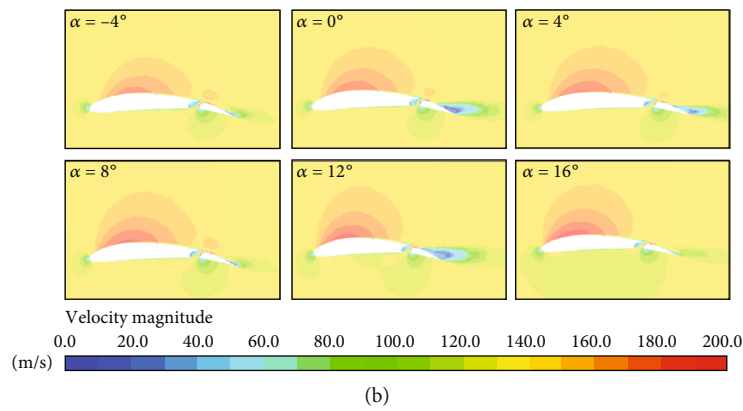 α = –4°
α = 0°
α = 4°
α = 8°
α = 12°
α = 16°
Velocity magnitude
0.0 20.0 40.0 60.0 80.0 100.0 120.0 140.0 160.0 180.0 200.0
(m/s)
(b)